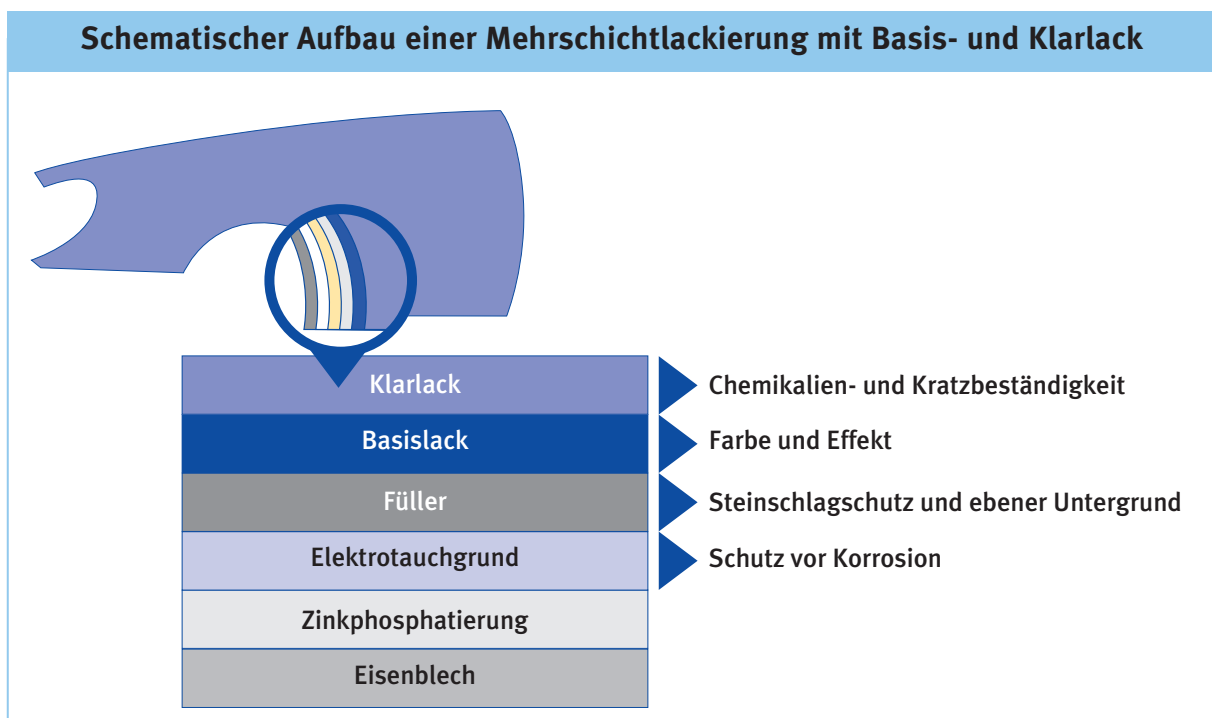 Schematischer Aufbau einer Mehrschichtlackierung mit Basis- und Klarlack
Klarlack
Chemikalien- und Kratzbeständigkeit
Basislack
Farbe und Effekt
Füller
Steinschlagschutz und ebener Untergrund
Elektrotauchgrund
Schutz vor Korrosion
Zinkphosphatierung
Eisenblech